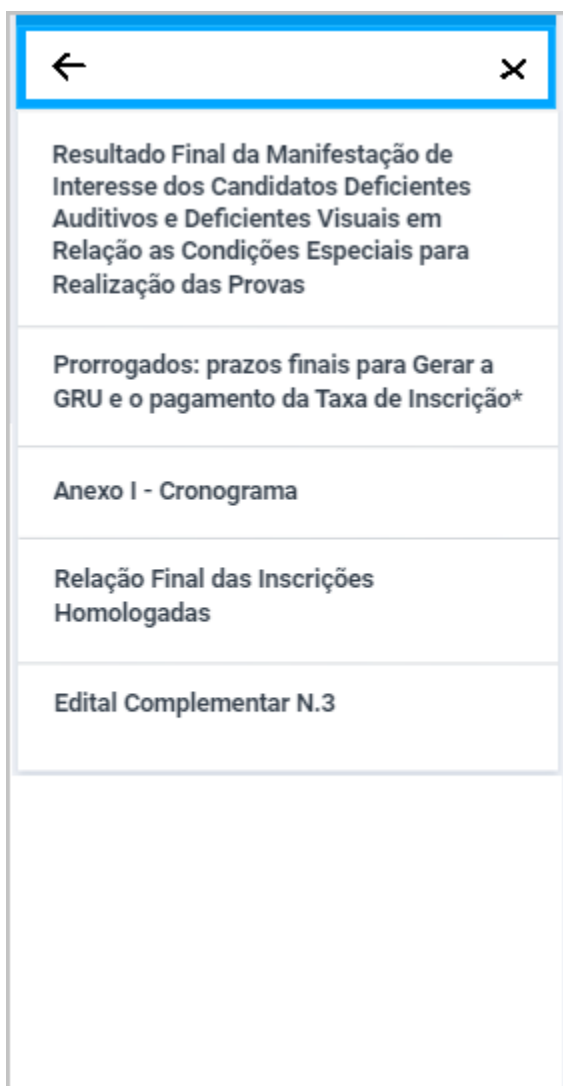 Resultado Final da Manifestação de
Interesse dos Candidatos Deficientes
Auditivos e Deficientes Visuais em
Relação as Condições Especiais para
Realização das Provas
Prorrogados: prazos finais para Gerar a
GRU e o pagamento da Taxa de Inscrição*
Anexo I - Cronograma
Relação Final das Inscrições
Homologadas
Edital Complementar N.3